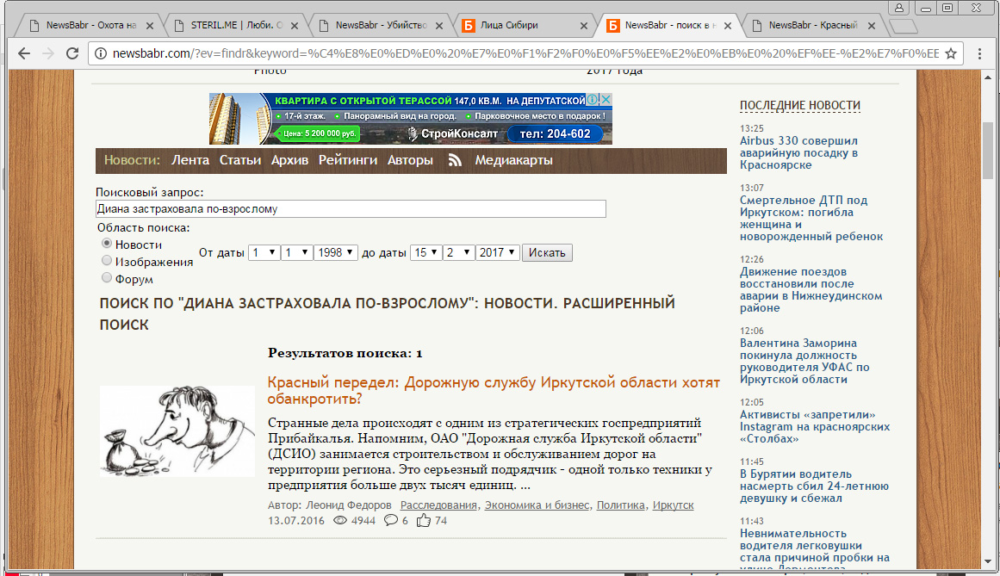 NewsBabr - Охота на
STERIL.ME | Люби. О
NewsBabr - Убийство
Лица Сибири
NewsBabr - поиск в н
NewsBabr - Красный
newsbabr.com/?ev=findr&keyword=%C4%E8%E0%ED%E0%20%E7%E0%F1%F2%F0%E0%F5%EE%E2%E0%EB%E0%20%EF%EE-%E2%E7%F0%EE
Photo
2017 года
КВАРТИРА С ОТКРЫТОЙ ТЕРРАСОЙ 147,0 КВ.М. НА ДЕПУТАТСКОЙ
17-й этаж. Панорамный вид на город. Парковочное место в подарок !
Цена: 5 200 000 руб.
СтройКонсалт
тел: 204-602
Новости: Лента Статьи Архив Рейтинги Авторы Медиакарты
Поисковый запрос:
Диана застраховала по-взрослому
Область поиска:
Новости
Изображения
Форум
От даты 1 1 1998 до даты 15 2 2017 Искать
ПОИСК ПО "ДИАНА ЗАСТРАХОВАЛА ПО-ВЗРОСЛОМУ": НОВОСТИ. РАСШИРЕННЫЙ
ПОИСК
Результатов поиска: 1
Красный передел: Дорожную службу Иркутской области хотят
обанкротить?
Странные дела происходят с одним из стратегических госпредприятий
Прибайкалья. Напомним, ОАО "Дорожная служба Иркутской области"
(ДСИО) занимается строительством и обслуживанием дорог на
территории региона. Это серьезный подрядчик - одной только техники у
предприятия больше двух тысяч единиц. ...
Автор: Леонид Федоров Расследования, Экономика и бизнес, Политика, Иркутск
13.07.2016 4944 6 74
ПОСЛЕДНИЕ НОВОСТИ
13:25
Airbus 330 совершил
аварийную посадку в
Красноярске
13:07
Смертельное ДТП под
Иркутском: погибла
женщина и
новорожденный ребенок
12:26
Движение поездов
восстановили после
аварии в Нижнеудинском
районе
12:06
Валентина Заморина
покинула должность
руководителя УФАС по
Иркутской области
12:05
Активисты «запретили»
Instagram на красноярских
«Столбах»
11:45
В Бурятии водитель
насмерть сбил 24-летнюю
девушку и сбежал
11:43
Невнимательность
водителя легковушки
стала причиной пробки на
улице Лермонтова